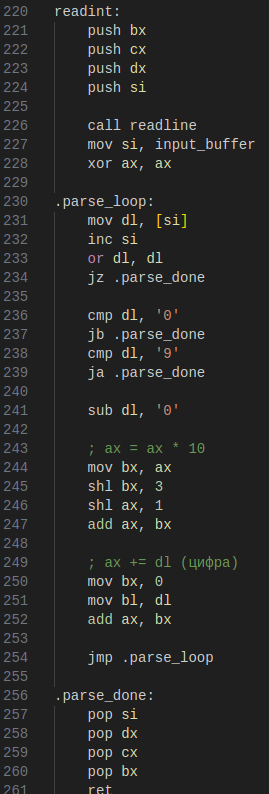 220 readint:
221 push bx
222 push cx
223 push dx
224 push si
225
226 call readline
227 mov si, input_buffer
228 xor ax, ax
229
230 .parse_loop:
231 mov dl, [si]
232 inc si
233 or dl, dl
234 jz .parse_done
235
236 cmp dl, '0'
237 jb .parse_done
238 cmp dl, '9'
239 ja .parse_done
240
241 sub dl, '0'
242
243 ; ax = ax * 10
244 mov bx, ax
245 shl bx, 3
246 shl ax, 1
247 add ax, bx
248
249 ; ax += dl (цифра)
250 mov bx, 0
251 mov bl, dl
252 add ax, bx
253
254 jmp .parse_loop
255
256 .parse_done:
257 pop si
258 pop dx
259 pop cx
260 pop bx
261 ret